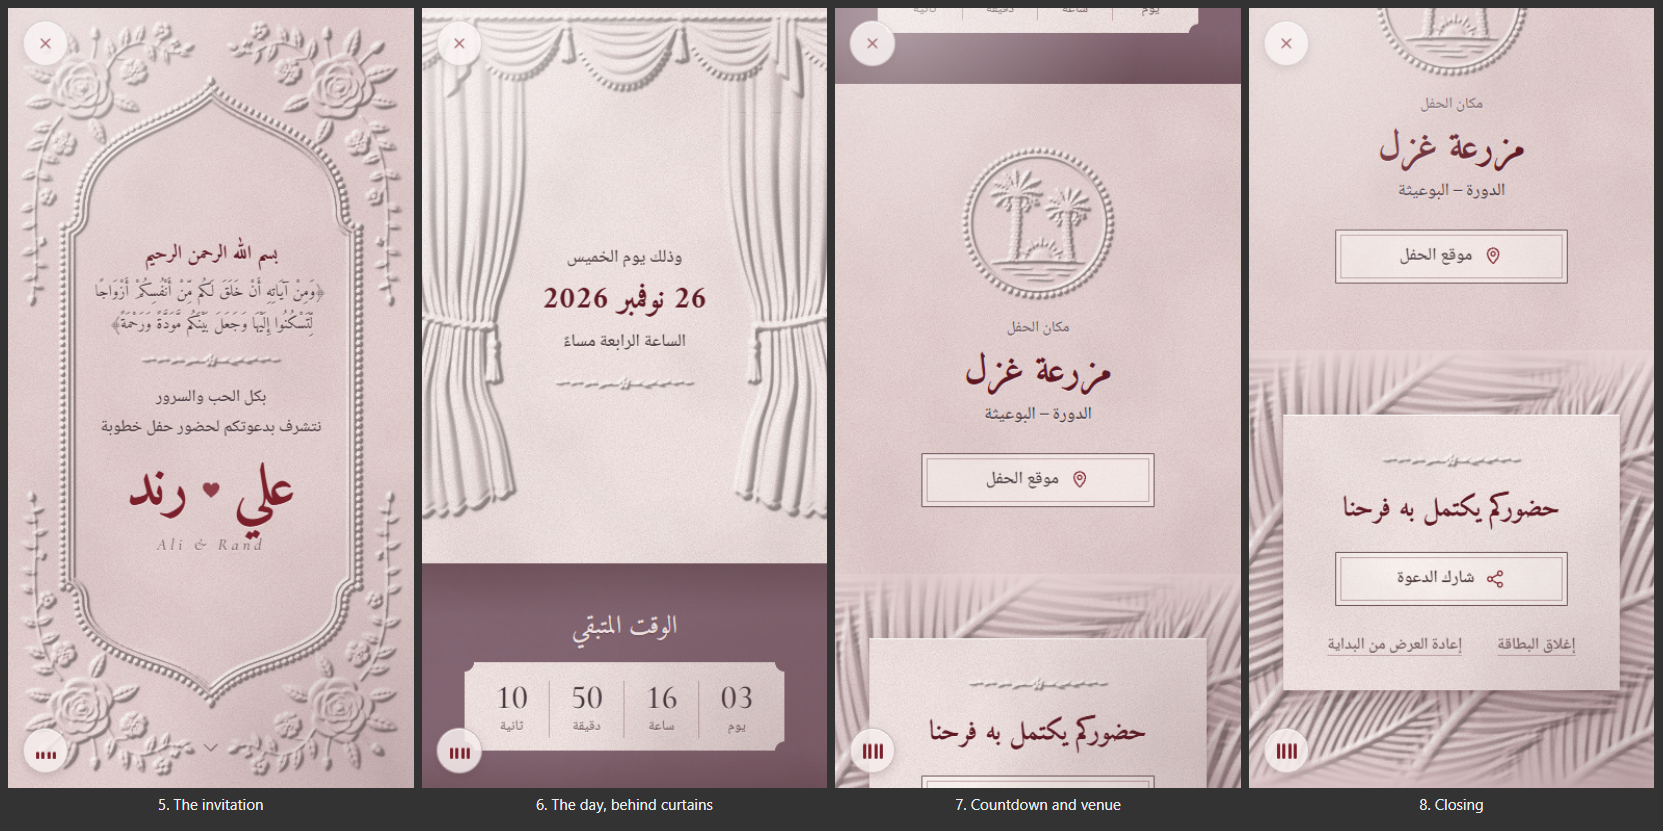 بسم الله الرحمن الرحيم
﴿وَمِنْ آيَاتِهِ أَنْ خَلَقَ لَكُم مِّنْ أَنْفُسِكُمْ أَزْوَاجًا
لِّتَسْكُنُوا إِلَيْهَا وَجَعَلَ بَيْنَكُم مَّوَدَّةً وَرَحْمَةً﴾
بكل الحب والسرور
نتشرف بدعوتكم لحضور حفل خطوبة
علي ♥ رند
Ali & Rand
5. The invitation
وذلك يوم الخميس
26 نوفمبر 2026
الساعة الرابعة مساءً
الوقت المتبقي
03 16 50 10
يوم ساعة دقيقة ثانية
6. The day, behind curtains
يوم ساعة دقيقة ثانية
مكان الحفل
مزرعة غزل
الدورة – البوعيثة
موقع الحفل
حضوركم يكتمل به فرحنا
7. Countdown and venue
مكان الحفل
مزرعة غزل
الدورة – البوعيثة
موقع الحفل
حضوركم يكتمل به فرحنا
شارك الدعوة
إغلاق البطاقة إعادة العرض من البداية
8. Closing